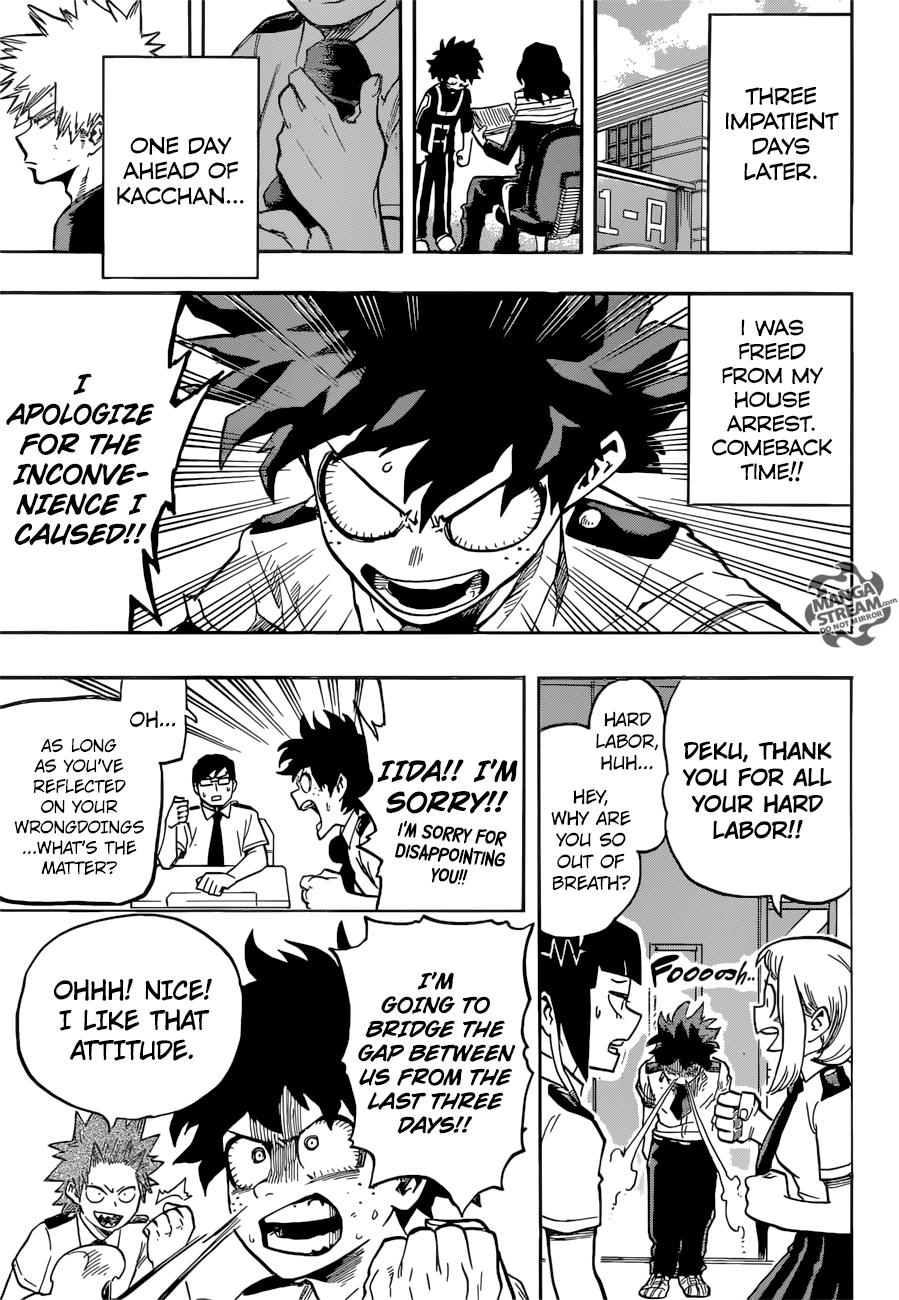 THREE
IMPATIENT
DAYS
LATER.
1-A
ONE DAY
AHEAD OF
KACCHAN...
I WAS
FREED
FROM MY
HOUSE
ARREST.
COMEBACK
TIME!!
I
APOLOGIZE
FOR THE
INCONVE-
NIENCE I
CAUSED!!
MANGA
STREAM.com
DO NOT MIRROR
DEKU, THANK
YOU FOR ALL
YOUR HARD
LABOR!!
HARD
LABOR,
HUH...
HEY,
WHY ARE
YOU SO
OUT OF
BREATH?
Foooosh..
IIDA!! I'M
SORRY!!
I'M SORRY FOR
DISAPPOINTING
YOU!!
OH...
AS LONG
AS YOU'VE
REFLECTED
ON YOUR
WRONGDOINGS
...WHAT'S THE
MATTER?
I'M
GOING TO
BRIDGE THE
GAP BETWEEN
US FROM THE
LAST THREE
DAYS!!
OHHH! NICE!
I LIKE THAT
ATTITUDE.